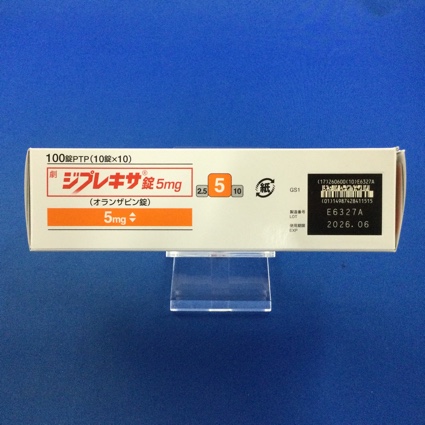 100錠PTP(10錠×10)
劇
ジプレキサ®錠5mg
2.5 5 10
(オランザピン錠)
5mg
紙
GS1
(17)260600(10)E6327A
(01)14987428411515
製造番号 LOT E6327A
使用期限 EXP 2026.06